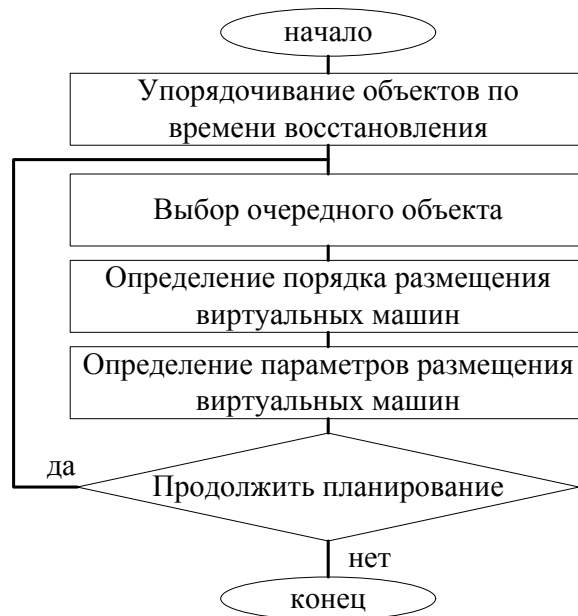 начало
Упорядочивание объектов по
времени восстановления
Выбор очередного объекта
Определение порядка размещения
виртуальных машин
Определение параметров размещения
виртуальных машин
да
Продолжить планирование
нет
конец